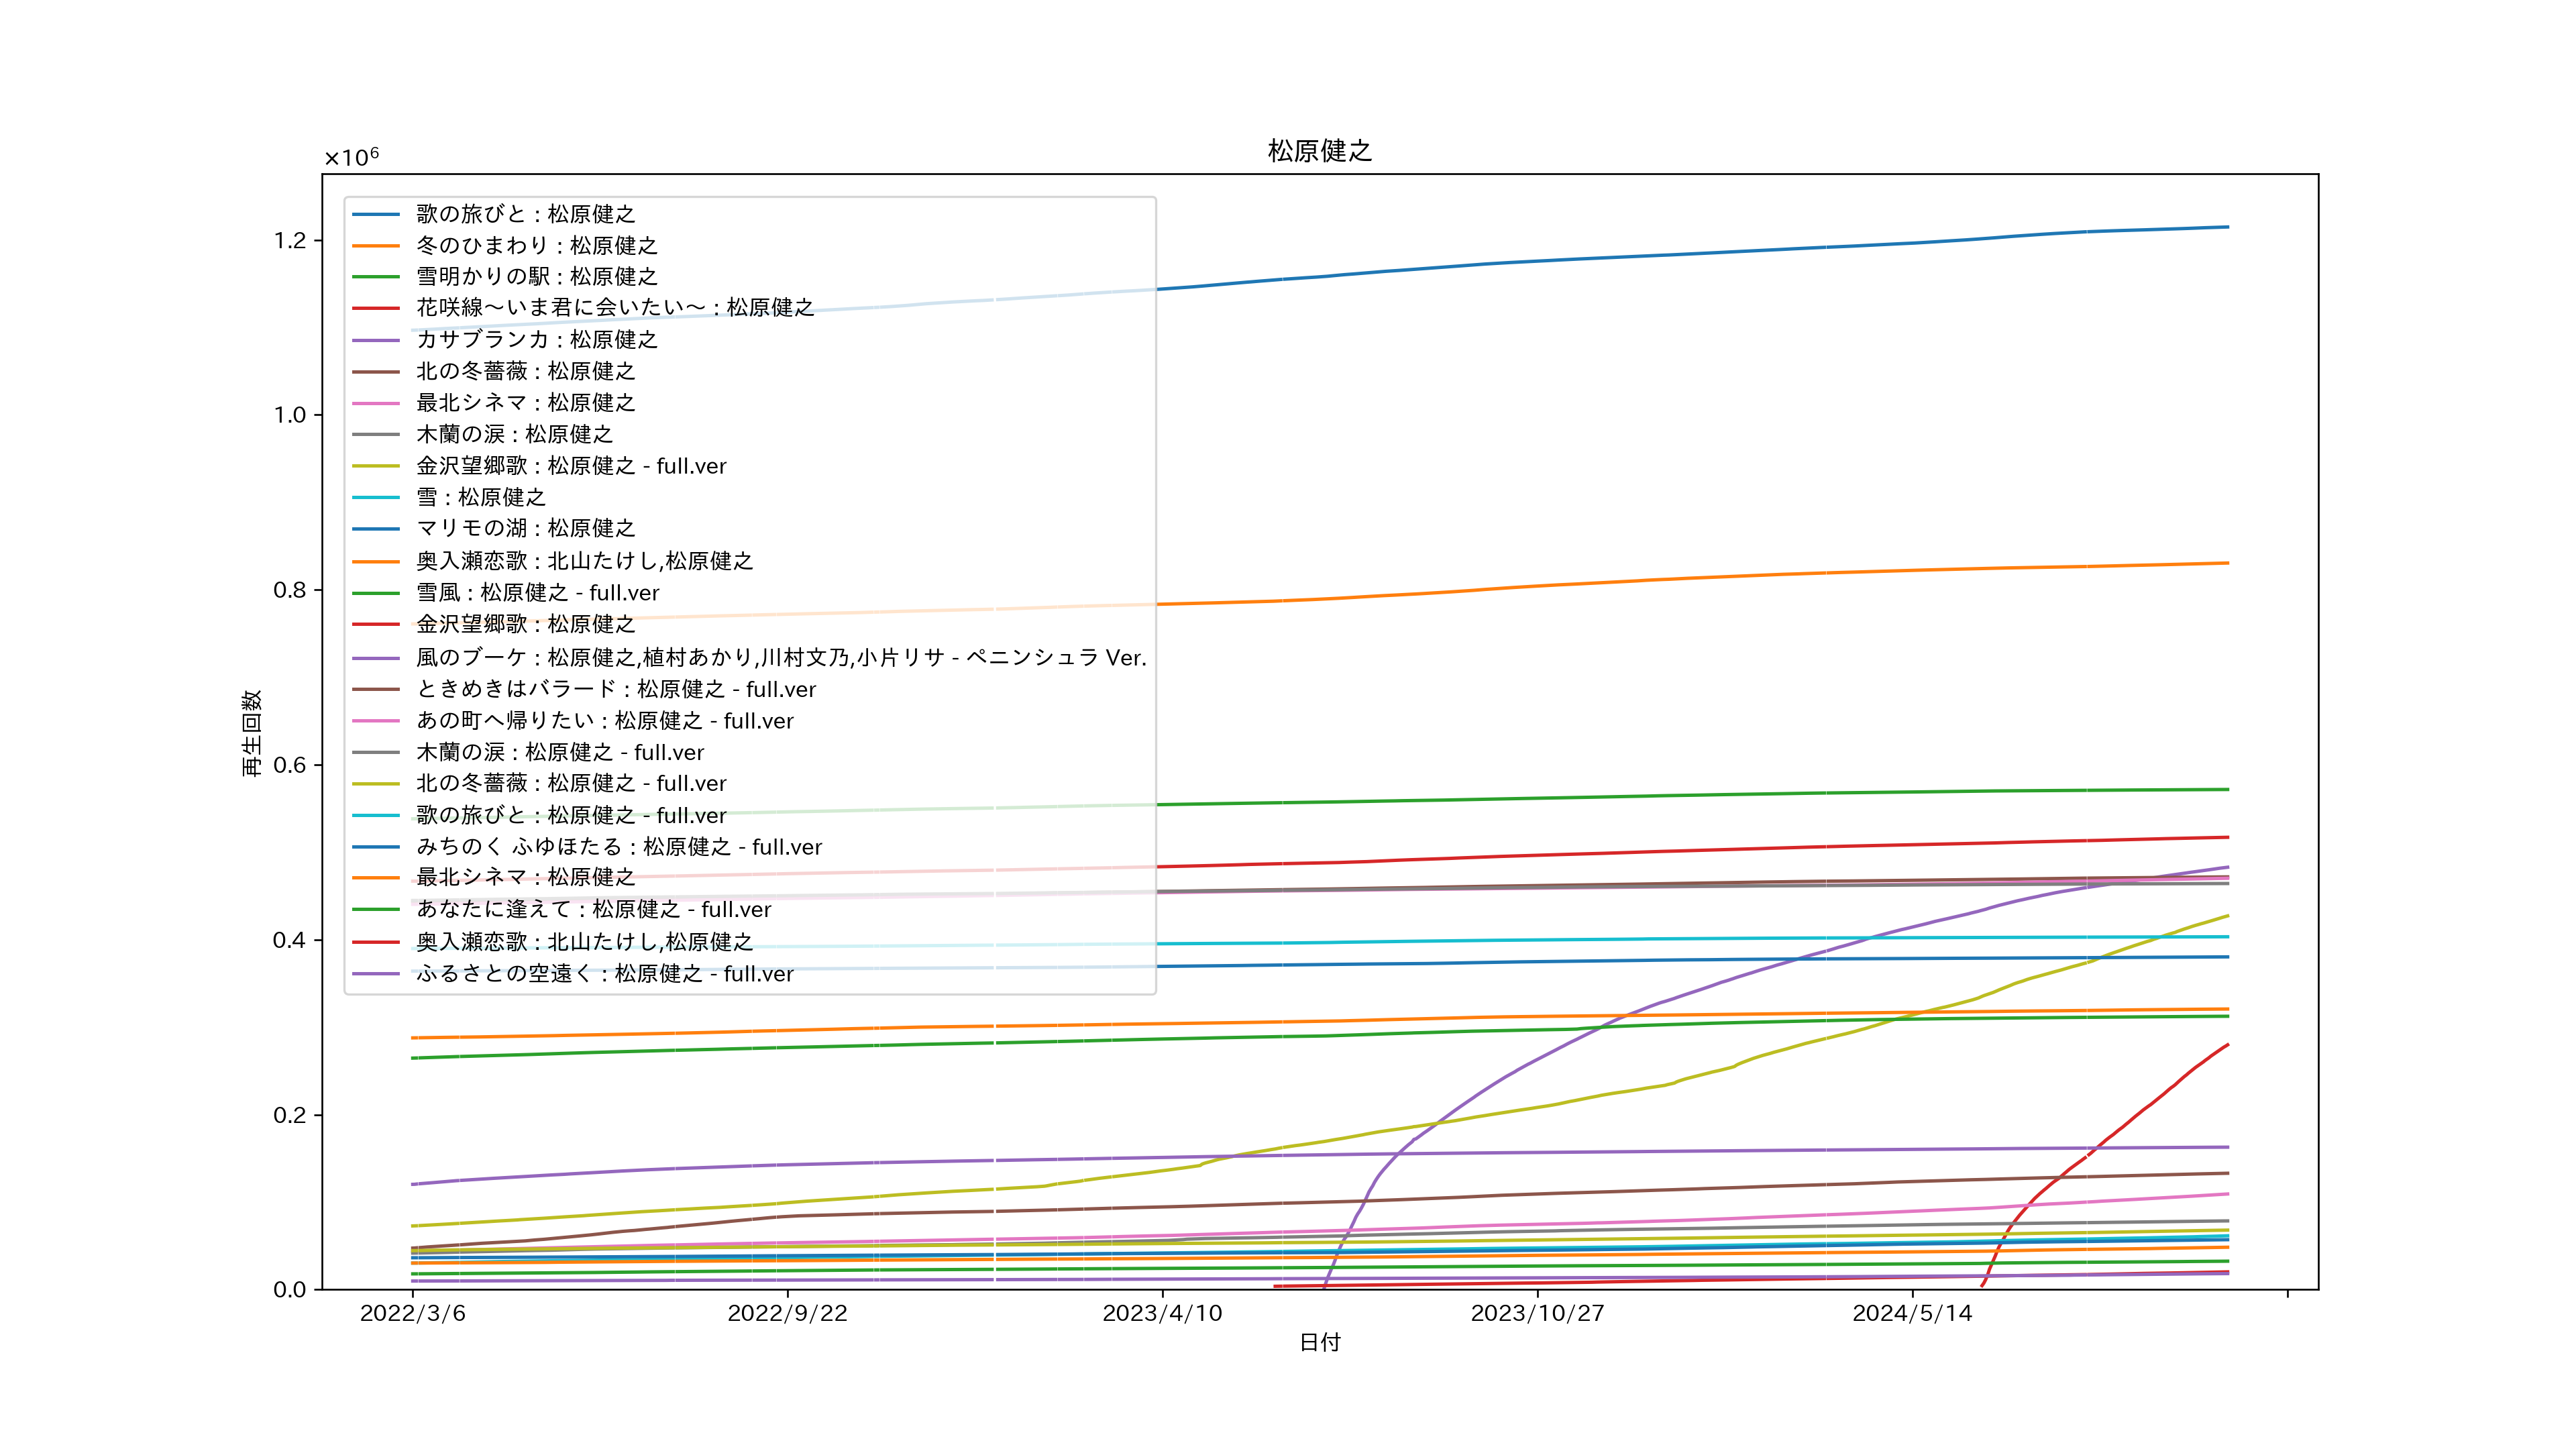 松原健之
×10⁶
1.2
1.0
0.8
0.6
0.4
0.2
0.0
再生回数
歌の旅びと : 松原健之
冬のひまわり : 松原健之
雪明かりの駅 : 松原健之
花咲線～いま君に会いたい～ : 松原健之
カサブランカ : 松原健之
北の冬薔薇 : 松原健之
最北シネマ : 松原健之
木蘭の涙 : 松原健之
金沢望郷歌 : 松原健之 - full.ver
雪 : 松原健之
マリモの湖 : 松原健之
奥入瀬恋歌 : 北山たけし,松原健之
雪風 : 松原健之 - full.ver
金沢望郷歌 : 松原健之
風のブーケ : 松原健之,植村あかり,川村文乃,小片リサ - ペニンシュラ Ver.
ときめきはバラード : 松原健之 - full.ver
あの町へ帰りたい : 松原健之 - full.ver
木蘭の涙 : 松原健之 - full.ver
北の冬薔薇 : 松原健之 - full.ver
歌の旅びと : 松原健之 - full.ver
みちのく ふゆほたる : 松原健之 - full.ver
最北シネマ : 松原健之
あなたに逢えて : 松原健之 - full.ver
奥入瀬恋歌 : 北山たけし,松原健之
ふるさとの空遠く : 松原健之 - full.ver
2022/3/6
2022/9/22
2023/4/10
2023/10/27
2024/5/14
日付